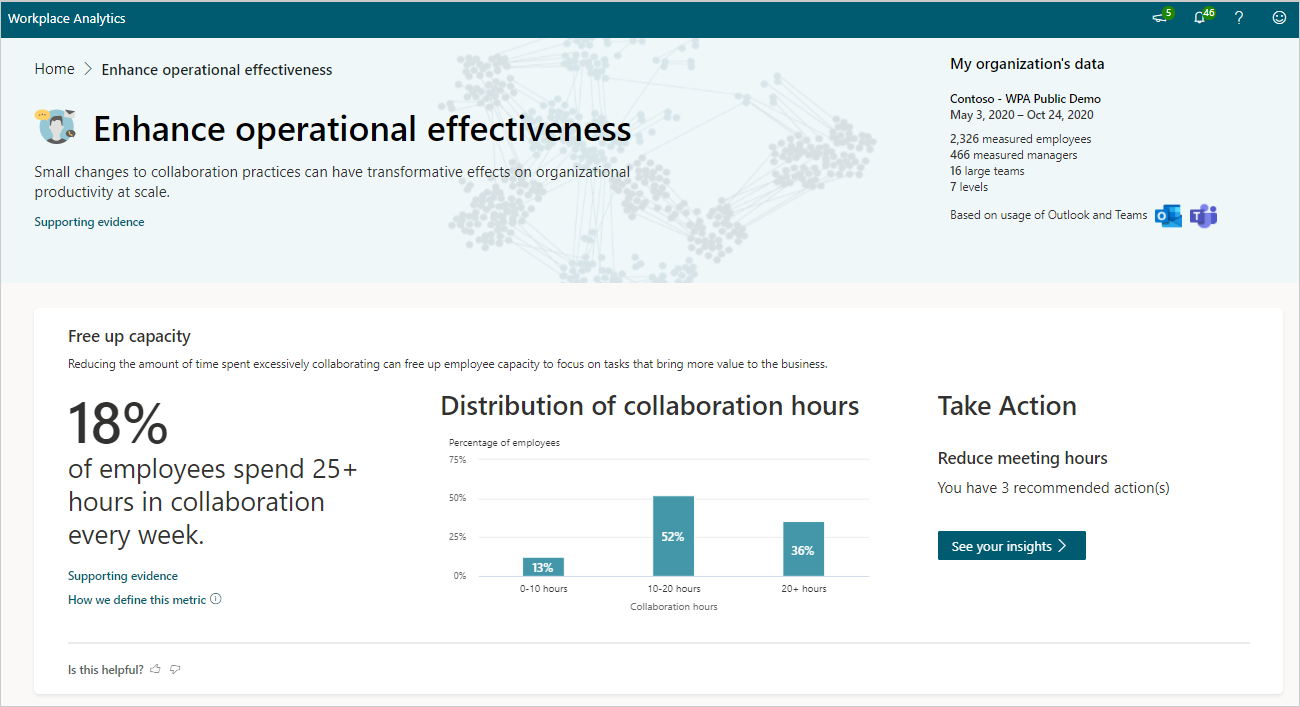 Workplace Analytics
5
46
?
Home > Enhance operational effectiveness
Enhance operational effectiveness
Small changes to collaboration practices can have transformative effects on organizational
productivity at scale.
Supporting evidence
My organization's data
Contoso - WPA Public Demo
May 3, 2020 – Oct 24, 2020
2,326 measured employees
466 measured managers
16 large teams
7 levels
Based on usage of Outlook and Teams
Free up capacity
Reducing the amount of time spent excessively collaborating can free up employee capacity to focus on tasks that bring more value to the business.
18%
of employees spend 25+
hours in collaboration
every week.
Supporting evidence
How we define this metric
Distribution of collaboration hours
Percentage of employees
75%
50%
25%
0%
13%
52%
36%
0-10 hours
10-20 hours
20+ hours
Collaboration hours
Take Action
Reduce meeting hours
You have 3 recommended action(s)
See your insights >
Is this helpful?